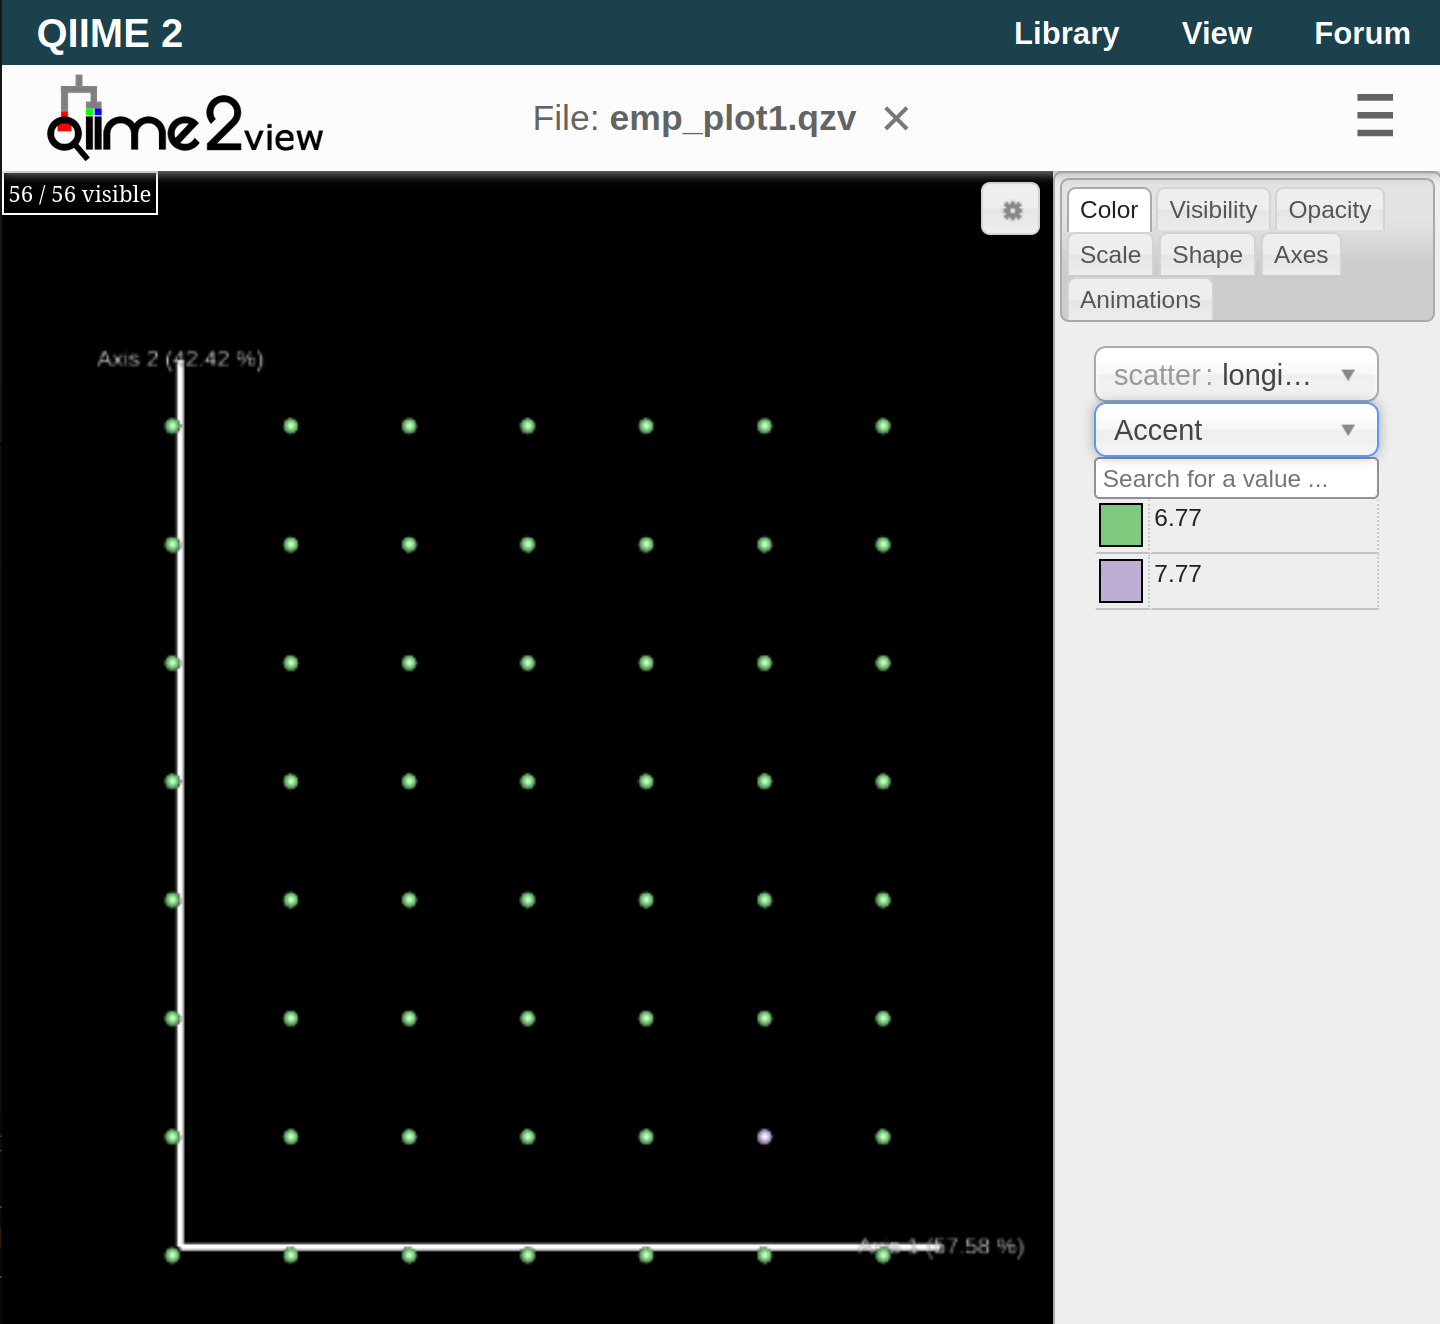 QIIME 2 Library View Forum
qiime2view File: emp_plot1.qzv ✕
56 / 56 visible
Color Visibility Opacity
Scale Shape Axes
Animations
Axis 2 (42.42 %)
scatter: longi...
Accent
Search for a value ...
6.77
7.77
Axis 1 (57.58 %)